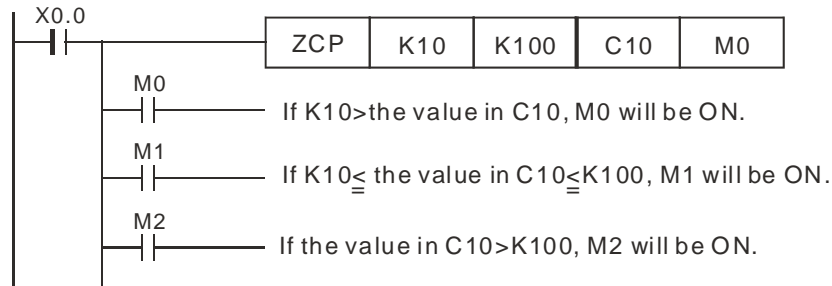 X0.0
ZCP K10 K100 C10 M0
M0
If K10>the value in C10, M0 will be ON.
M1
If K10≦ the value in C10≦K100, M1 will be ON.
M2
If the value in C10>K100, M2 will be ON.